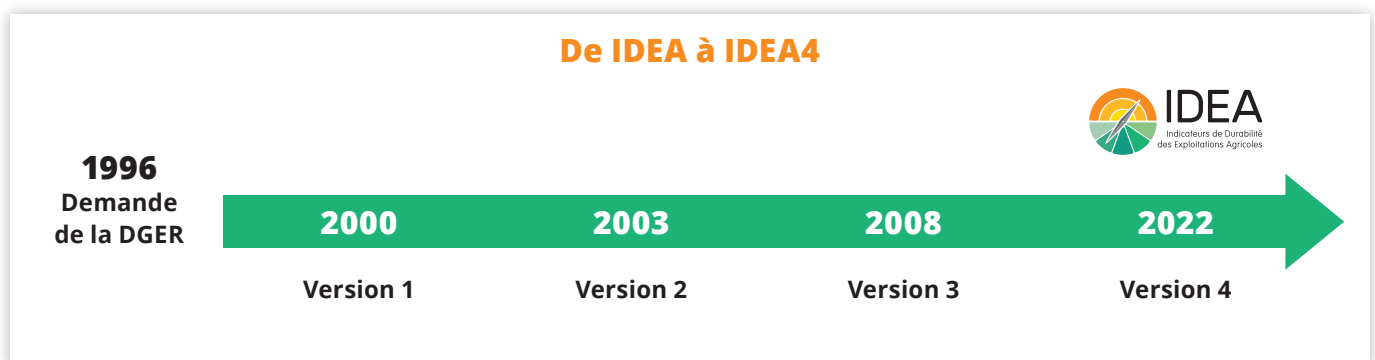 De IDEA à IDEA4
IDEA
Indicateurs de Durabilité
des Exploitations Agricoles
1996
Demande
de la DGER
2000
2003
2008
2022
Version 1
Version 2
Version 3
Version 4